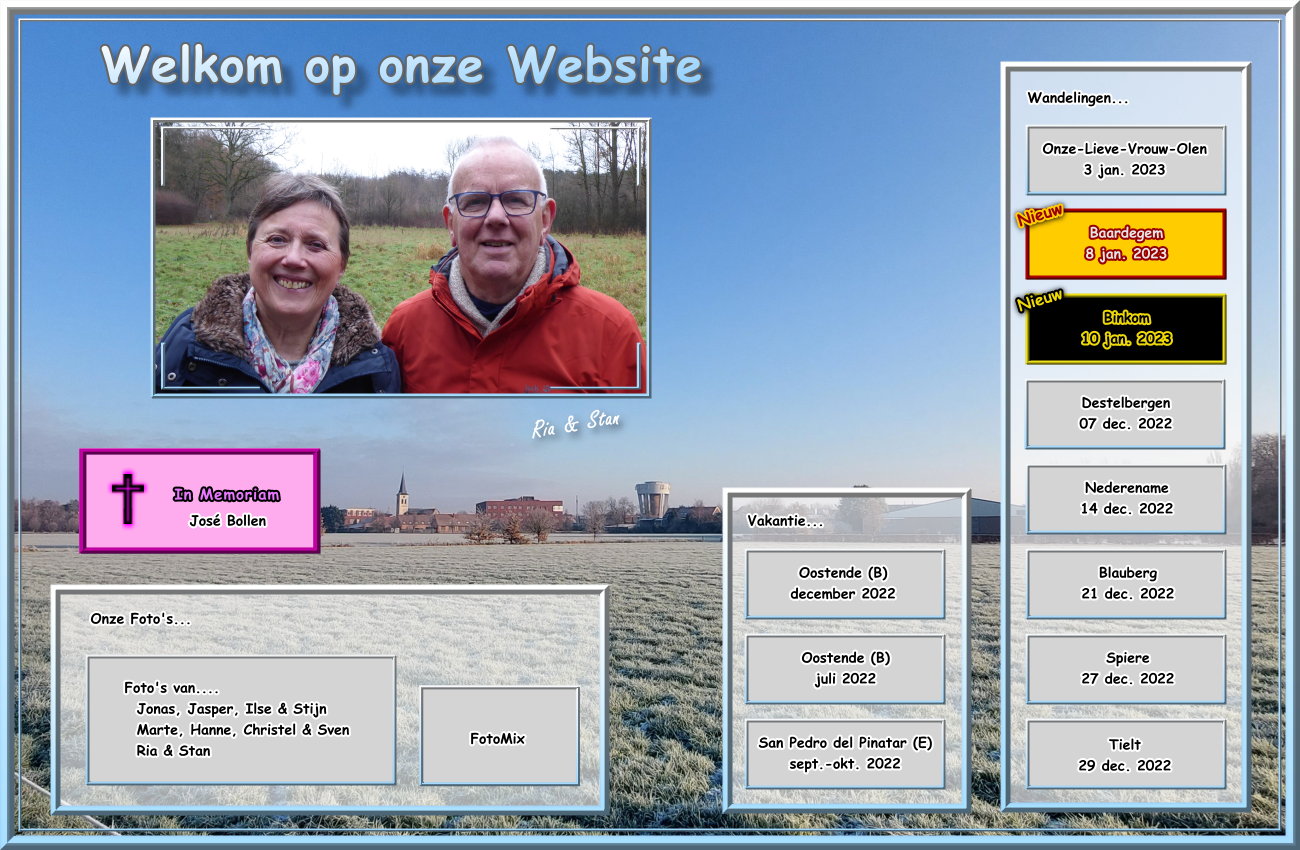 Welkom op onze Website
Ria & Stan
In Memoriam
José Bollen
Onze Foto's...
Foto's van....
Jonas, Jasper, Ilse & Stijn
Marte, Hanne, Christel & Sven
Ria & Stan
FotoMix
Vakantie...
Oostende (B)
december 2022
Oostende (B)
juli 2022
San Pedro del Pinatar (E)
sept.-okt. 2022
Wandelingen...
Onze-Lieve-Vrouw-Olen
3 jan. 2023
Nieuw
Baardegem
8 jan. 2023
Nieuw
Binkom
10 jan. 2023
Destelbergen
07 dec. 2022
Nederename
14 dec. 2022
Blauberg
21 dec. 2022
Spiere
27 dec. 2022
Tielt
29 dec. 2022